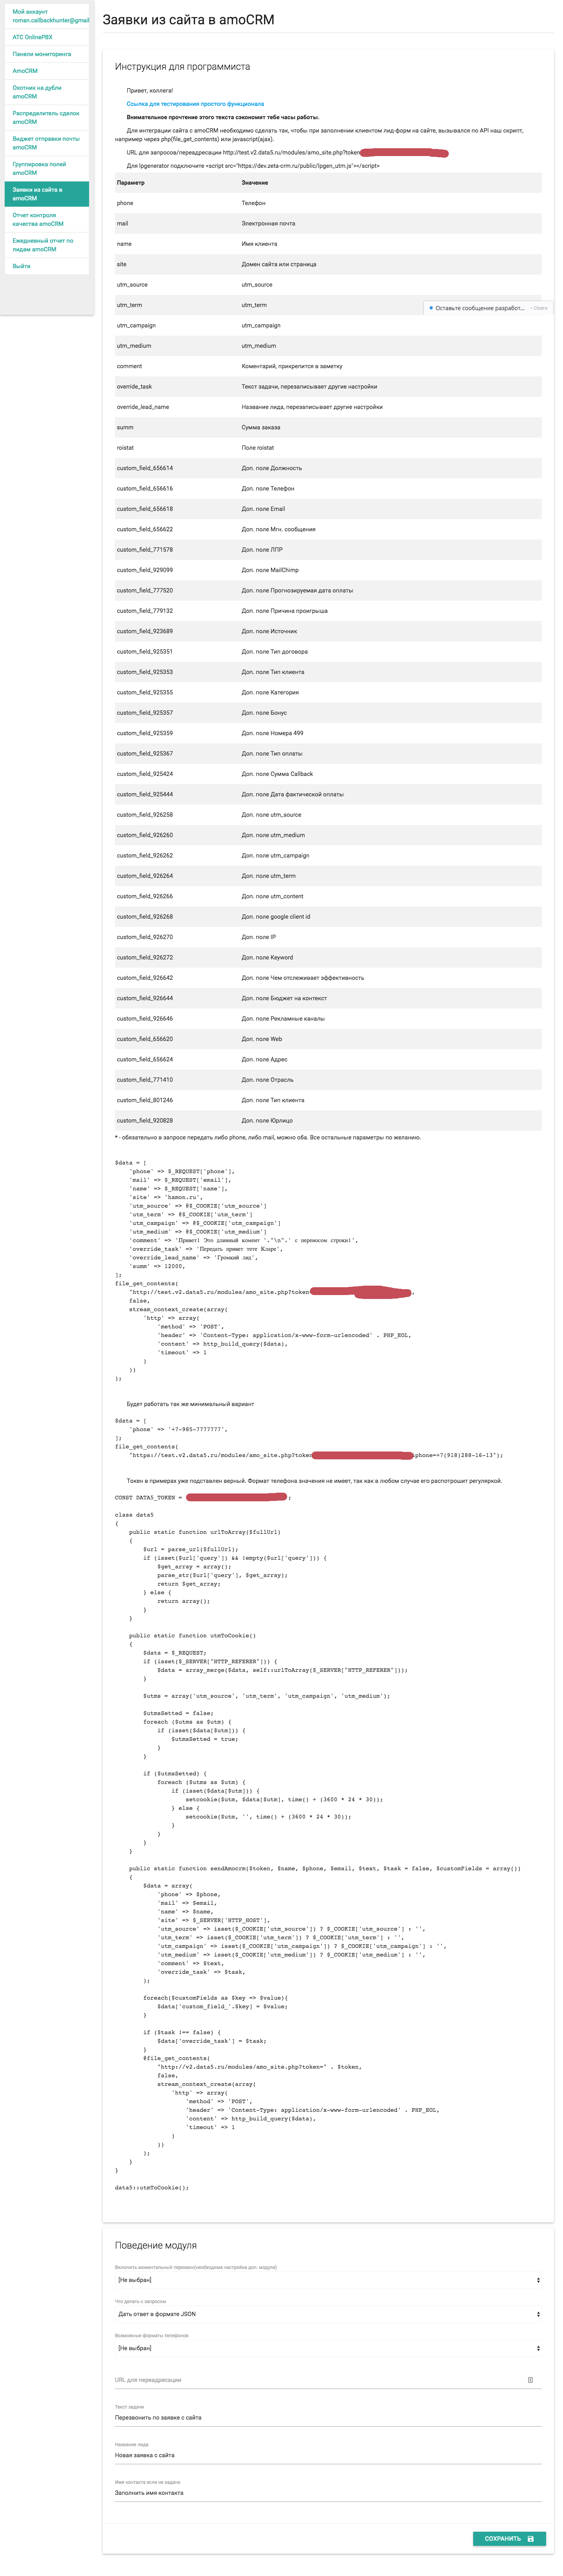 Мой аккаунт
roman.callbackhunter@gmail
АТС OnlinePBX
Панели мониторинга
AmoCRM
Охотник на дубли
amoCRM
Распределитель сделок
amoCRM
Виджет отправки почты
amoCRM
Группировка полей
amoCRM
Заявки из сайта в
amoCRM
Отчет контроля
качества amoCRM
Ежедневный отчет по
лидам amoCRM
Выйти
Заявки из сайта в amoCRM
Инструкция для программиста
Привет, коллега!
Ссылка для тестирования простого функционала
Внимательное прочтение этого текста сэкономит тебе часы работы.
Для интеграции сайта с amoCRM необходимо сделать так, чтобы при заполнении клиентом лид-форм на сайте, вызывался по API наш скрипт,
например через php(file_get_contents) или javascript(ajax).
URL для запросов/переадресации http://test.v2.data5.ru/modules/amo_site.php?token
Для lpgenerator подключите <script src="https://dev.zeta-crm.ru/public/lpgen_utm.js'></script>
Параметр Значение
phone Телефон
mail Электронная почта
name Имя клиента
site Домен сайта или страница
utm_source utm_source
utm_term utm_term
Оставьте сообщение разработ...
utm_campaign utm_campaign
utm_medium utm_medium
comment Коментарий, прикрепится в заметку
override_task Текст задачи, перезаписывает другие настройки
override_lead_name Название лида, перезаписывает другие настройки
summ Сумма заказа
roistat Поле roistat
custom_field_656614 Доп. поле Должность
custom_field_656616 Доп. поле Телефон
custom_field_656618 Доп. поле Email
custom_field_656622 Доп. поле Мгн. сообщения
custom_field_771578 Доп. поле ЛПР
custom_field_929099 Доп. поле MailChimp
custom_field_777520 Доп. поле Прогнозируемая дата оплаты
custom_field_779132 Доп. поле Причина проигрыша
custom_field_923689 Доп. поле Источник
custom_field_925351 Доп. поле Тип договора
custom_field_925353 Доп. поле Тип клиента
custom_field_925355 Доп. поле Категория
custom_field_925357 Доп. поле Бонус
custom_field_925359 Доп. поле Номера 499
custom_field_925367 Доп. поле Тип оплаты
custom_field_925424 Доп. поле Сумма Callback
custom_field_925444 Доп. поле Дата фактической оплаты
custom_field_926258 Доп. поле utm_source
custom_field_926260 Доп. поле utm_medium
custom_field_926262 Доп. поле utm_campaign
custom_field_926264 Доп. поле utm_term
custom_field_926266 Доп. поле utm_content
custom_field_926268 Доп. поле google client id
custom_field_926270 Доп. поле IP
custom_field_926272 Доп. поле Keyword
custom_field_926642 Доп. поле Чем отслеживает эффективность
custom_field_926644 Доп. поле Бюджет на контекст
custom_field_926646 Доп. поле Рекламные каналы
custom_field_656620 Доп. поле Web
custom_field_656624 Доп. поле Адрес
custom_field_771410 Доп. поле Отрасль
custom_field_801246 Доп. поле Тип клиента
custom_field_920828 Доп. поле Юрлицо
* - обязательно в запросе передать либо phone, либо mail, можно оба. Все остальные параметры по желанию.
$data = [
'phone' => $_REQUEST['phone'],
'mail' => $_REQUEST['email'],
'name' => $_REQUEST['name'],
'site' => 'hamon.ru',
'utm_source' => @$_COOKIE['utm_source']
'utm_term' => @$_COOKIE['utm_term']
'utm_campaign' => @$_COOKIE['utm_campaign']
'utm_medium' => @$_COOKIE['utm_medium']
'comment' => 'Привет! Это длинный комент '."\n".' с переносом строки!',
'override_task' => 'Передать привет тете Кларе',
'override_lead_name' => 'Громкий лид',
'summ' => 12000,
];
file_get_contents(
"http://test.v2.data5.ru/modules/amo_site.php?token
false,
stream_context_create(array(
'http' => array(
'method' => 'POST',
'header' => 'Content-Type: application/x-www-form-urlencoded' . PHP_EOL,
'content' => http_build_query($data),
'timeout' => 1
)
))
);
Будет работать так же минимальный вариант
$data = [
'phone' => '+7-985-7777777',
];
file_get_contents(
"https://test.v2.data5.ru/modules/amo_site.php?token phone=+7(918)288-16-13");
Токен в примерах уже подставлен верный. Формат телефона значения не имеет, так как в любом случае его распотрошит регуляркой.
CONST DATA5_TOKEN = ;
class data5
{
public static function urlToArray($fullUrl)
{
$url = parse_url($fullUrl);
if (isset($url['query']) && !empty($url['query'])) {
$get_array = array();
parse_str($url['query'], $get_array);
return $get_array;
} else {
return array();
}
}
public static function utmToCookie()
{
$data = $_REQUEST;
if (isset($_SERVER["HTTP_REFERER"])) {
$data = array_merge($data, self::urlToArray($_SERVER["HTTP_REFERER"]));
}
$utms = array('utm_source', 'utm_term', 'utm_campaign', 'utm_medium');
$utmsSetted = false;
foreach ($utms as $utm) {
if (isset($data[$utm])) {
$utmsSetted = true;
}
}
if ($utmsSetted) {
foreach ($utms as $utm) {
if (isset($data[$utm])) {
setcookie($utm, $data[$utm], time() + (3600 * 24 * 30));
} else {
setcookie($utm, '', time() + (3600 * 24 * 30));
}
}
}
}
public static function sendAmocrm($token, $name, $phone, $email, $text, $task = false, $customFields = array())
{
$data = array(
'phone' => $phone,
'mail' => $email,
'name' => $name,
'site' => $_SERVER['HTTP_HOST'],
'utm_source' => isset($_COOKIE['utm_source']) ? $_COOKIE['utm_source'] : '',
'utm_term' => isset($_COOKIE['utm_term']) ? $_COOKIE['utm_term'] : '',
'utm_campaign' => isset($_COOKIE['utm_campaign']) ? $_COOKIE['utm_campaign'] : '',
'utm_medium' => isset($_COOKIE['utm_medium']) ? $_COOKIE['utm_medium'] : '',
'comment' => $text,
'override_task' => $task,
);
foreach($customFields as $key => $value){
$data['custom_field_'.$key] = $value;
}
if ($task !== false) {
$data['override_task'] = $task;
}
@file_get_contents(
"http://v2.data5.ru/modules/amo_site.php?token=" . $token,
false,
stream_context_create(array(
'http' => array(
'method' => 'POST',
'header' => 'Content-Type: application/x-www-form-urlencoded' . PHP_EOL,
'content' => http_build_query($data),
'timeout' => 1
)
))
);
}
}
data5::utmToCookie();
Поведение модуля
Включить моментальный перезвон(необходима настройка доп. модуля)
[Не выбран]
Что делать с запросом
Дать ответ в формате JSON
Возможные форматы телефонов
[Не выбран]
URL для переадресации
Текст задачи
Перезвонить по заявке с сайта
Название лида
Новая заявка с сайта
Имя контакта если не задано
Заполнить имя контакта
СОХРАНИТЬ